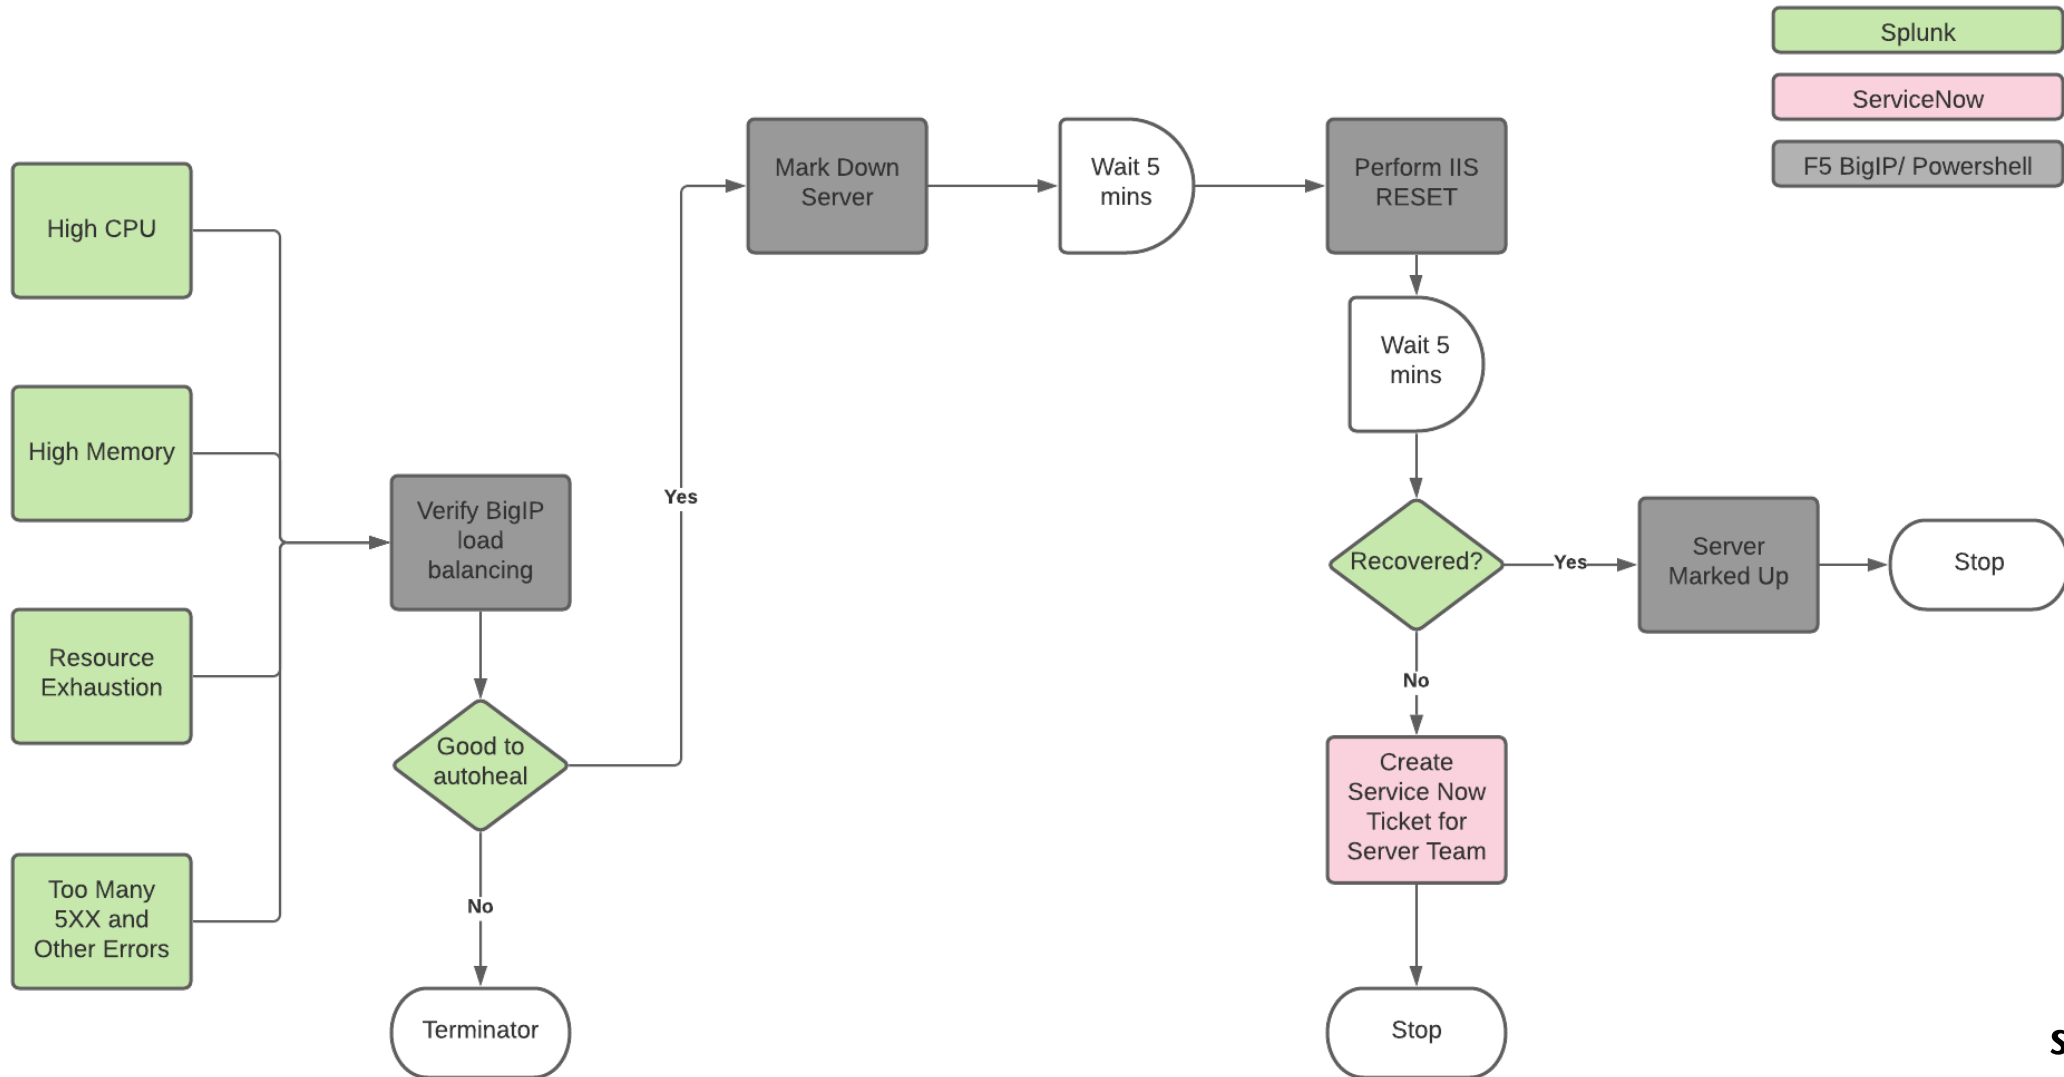 Splunk
ServiceNow
F5 BigIP/ Powershell
High CPU
High Memory
Resource
Exhaustion
Too Many
5XX and
Other Errors
Verify BigIP
load
balancing
Good to
autoheal
No
Terminator
Yes
Mark Down
Server
Wait 5
mins
Perform IIS
RESET
Wait 5
mins
Recovered?
Yes
Server
Marked Up
Stop
No
Create
Service Now
Ticket for
Server Team
Stop